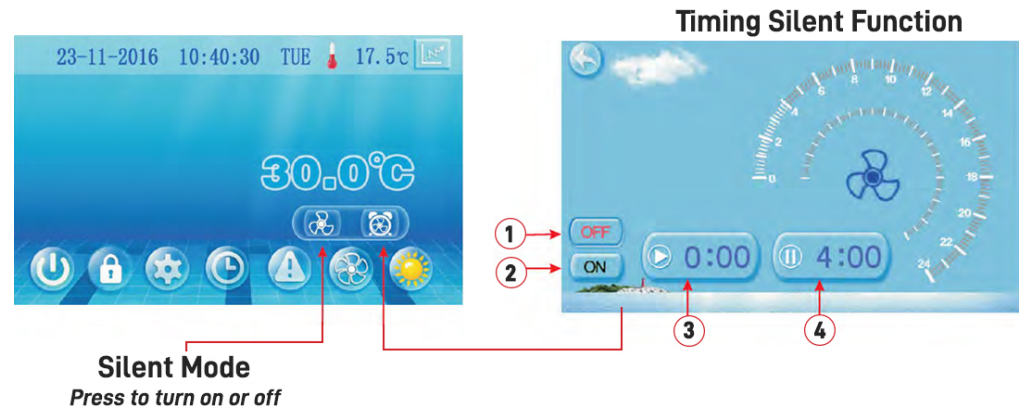 Timing Silent Function
23-11-2016 10:40:30 TUE 17.5℃
30.0℃
Silent Mode
Press to turn on or off
0 2 4 6 8 10 12 14 16 18 20 22 24
1 OFF
2 ON
0:00 4:00
3 4